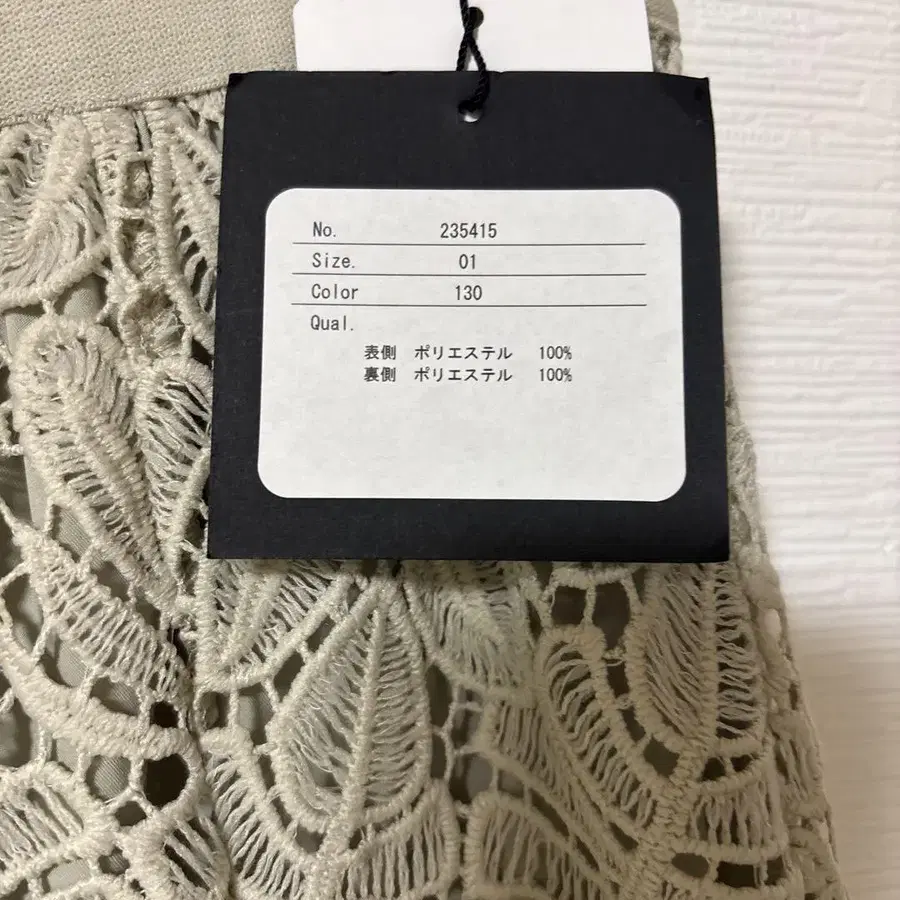 No. 235415
Size. 01
Color 130
Qual.
表側 ポリエステル 100%
裏側 ポリエステル 100%